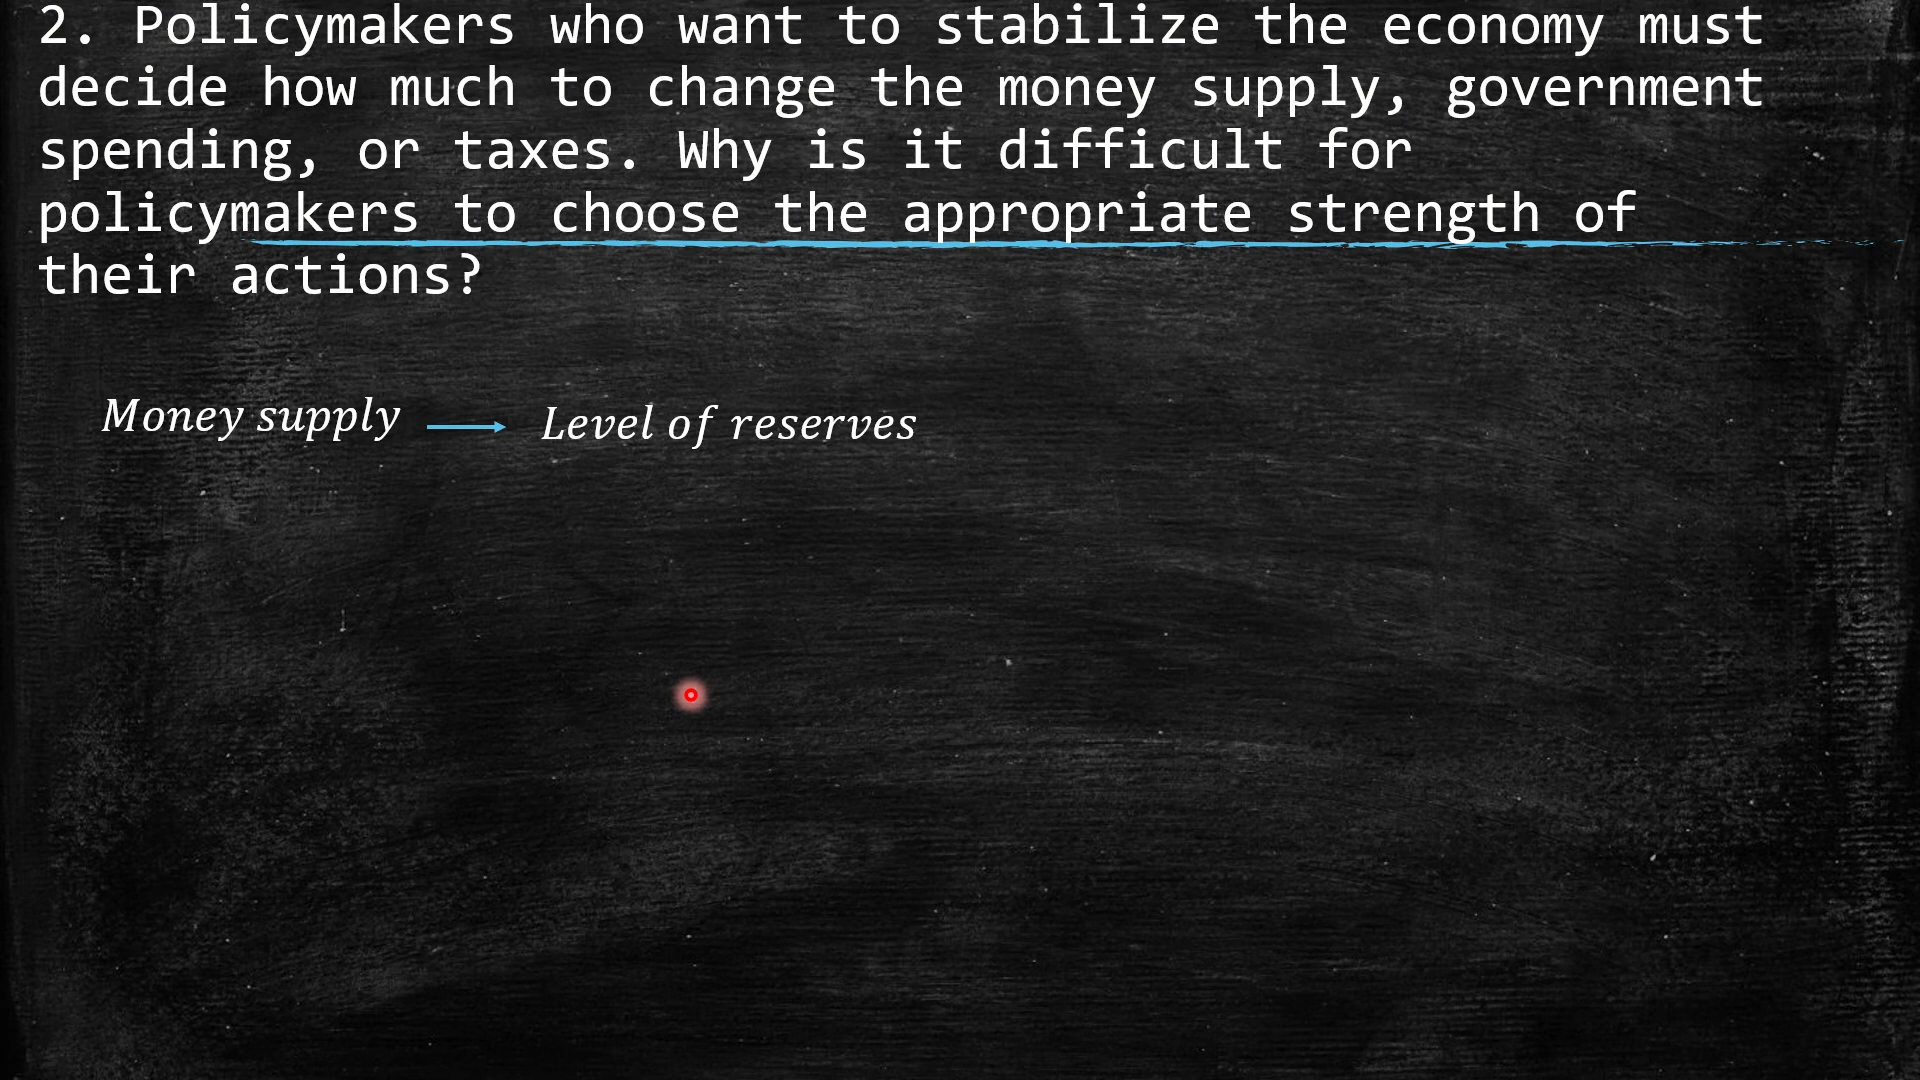 2. Policymakers who want to stabilize the economy must
decide how much to change the money supply, government
spending, or taxes. Why is it difficult for
policymakers to choose the appropriate strength of
their actions?
Money supply → Level of reserves